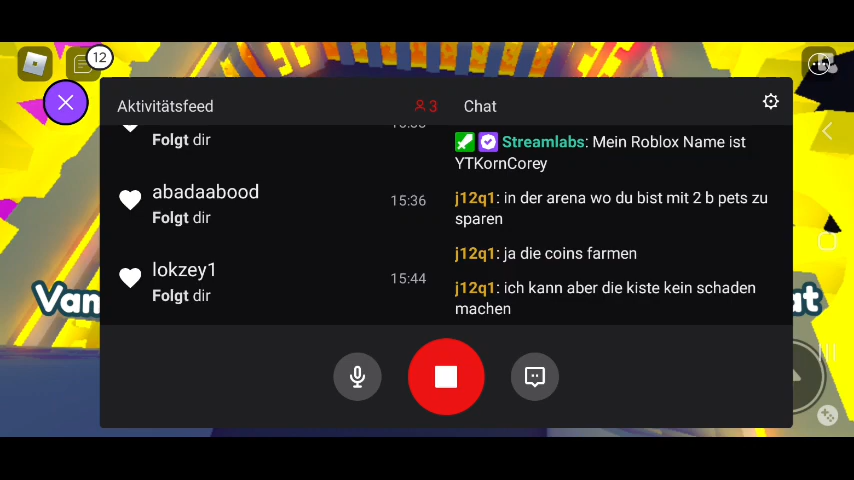 12
Aktivitätsfeed
3
Folgt dir
abadaabood
15:36
Folgt dir
lokzey1
15:44
Folgt dir
Chat
Streamlabs: Mein Roblox Name ist
YTKornCorey
j12q1: in der arena wo du bist mit 2 b pets zu
sparen
j12q1: ja die coins farmen
j12q1: ich kann aber die kiste kein schaden
machen